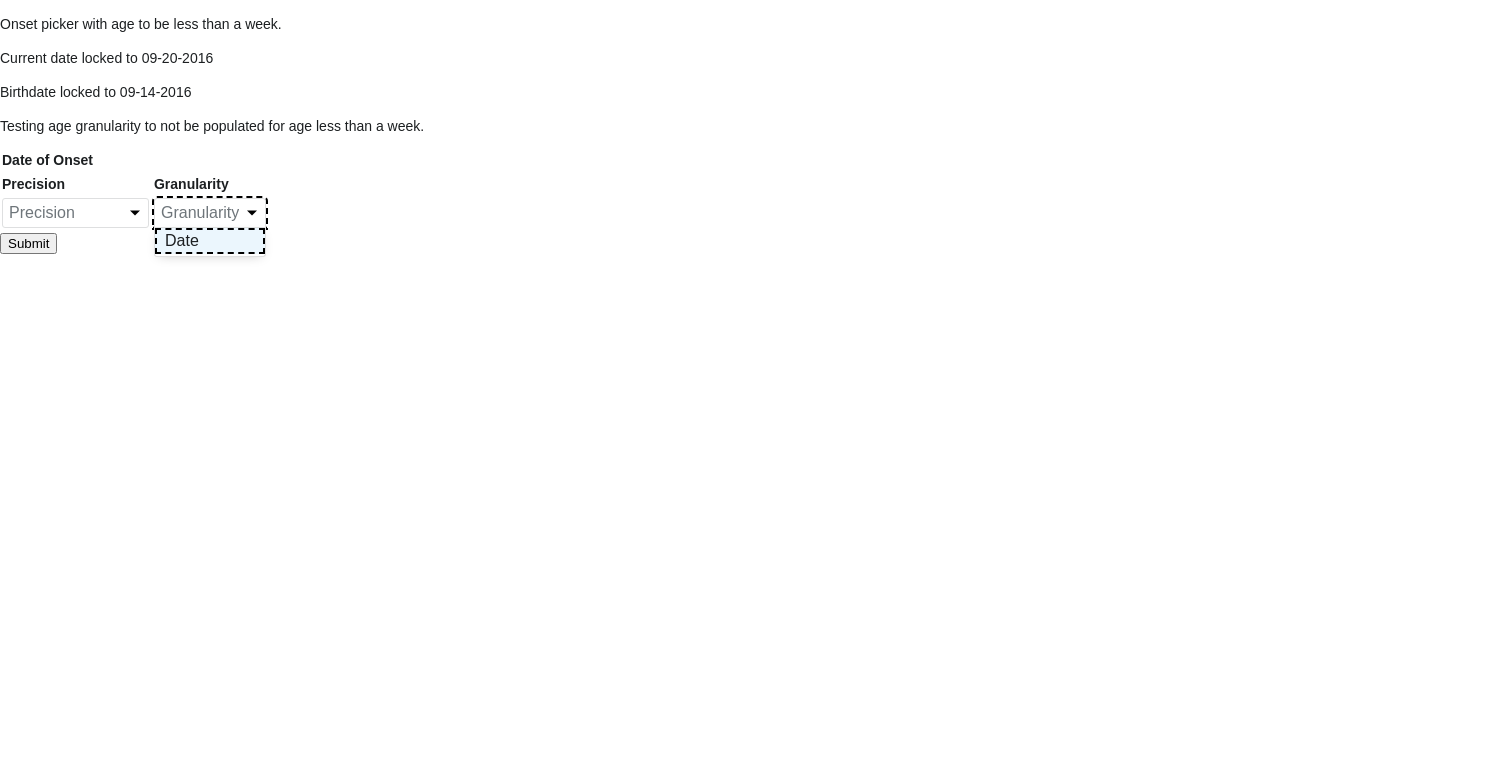 Onset picker with age to be less than a week.
Current date locked to 09-20-2016
Birthdate locked to 09-14-2016
Testing age granularity to not be populated for age less than a week.
Date of Onset
Precision Granularity
Precision Granularity
Date
Submit